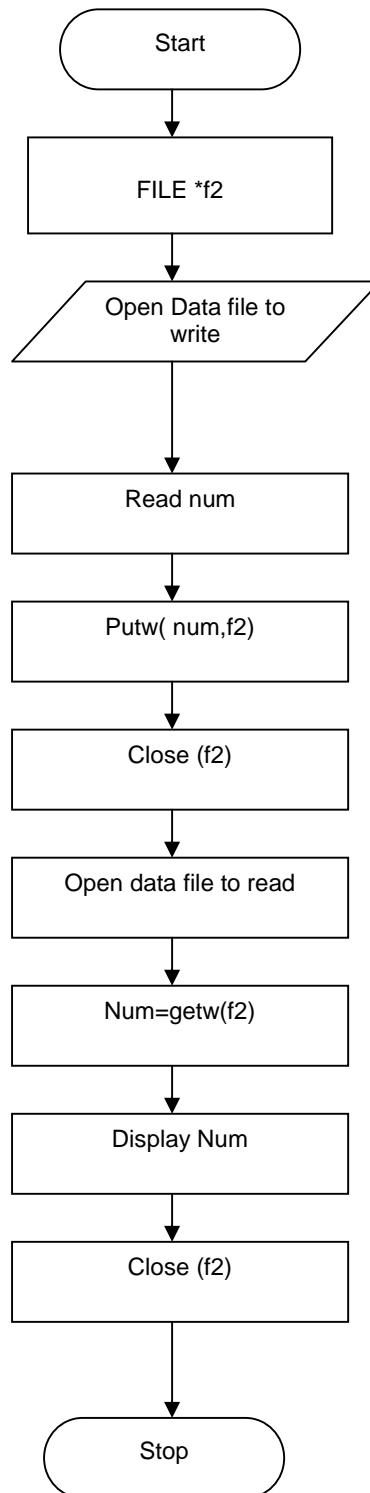 Start
FILE *f2
Open Data file to
write
Read num
Putw( num,f2)
Close (f2)
Open data file to read
Num=getw(f2)
Display Num
Close (f2)
Stop